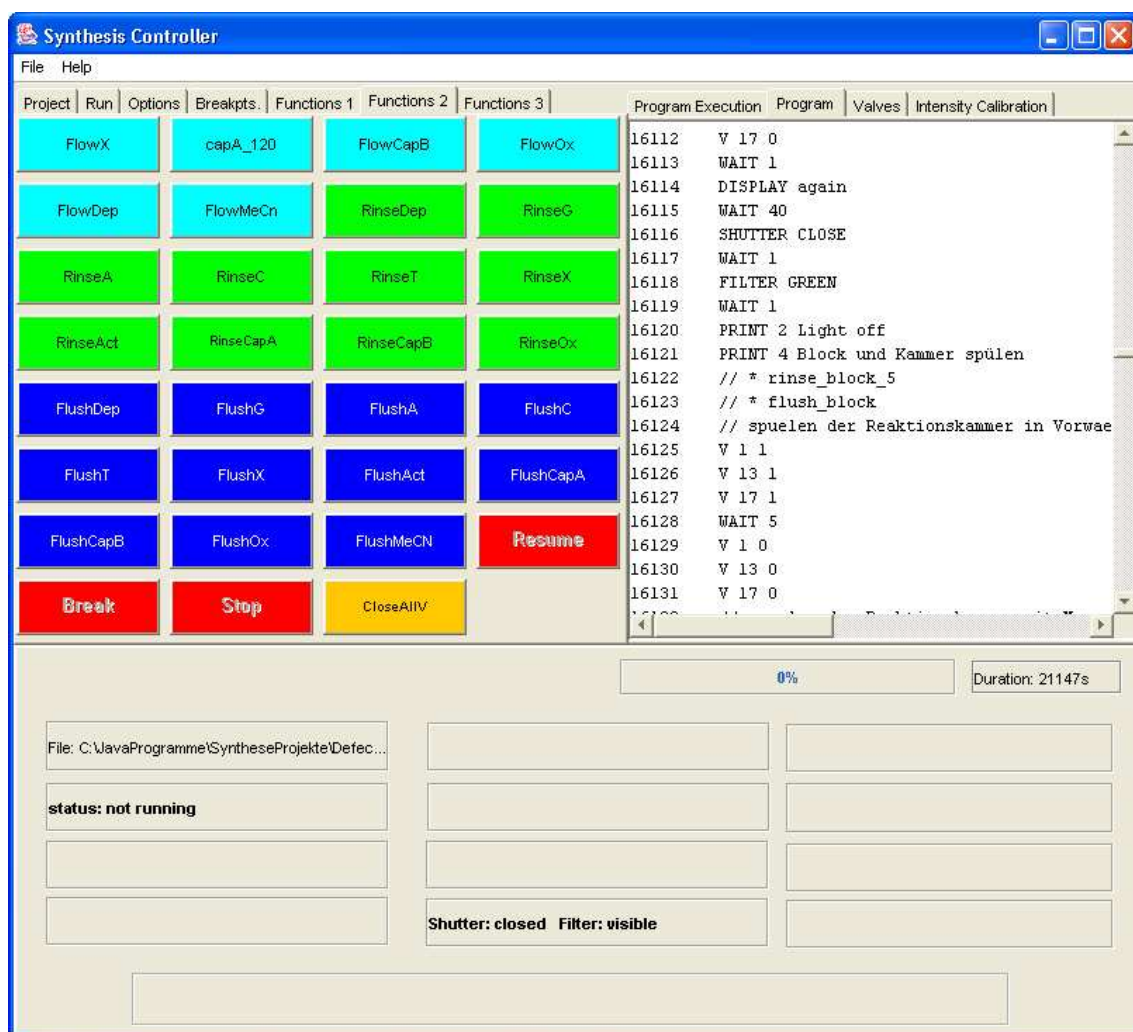 Synthesis Controller
File Help
Project Run Options Breakpts. Functions 1 Functions 2 Functions 3
FlowX capA_120 FlowCapB FlowOx
FlowDep FlowMeCn RinseDep RinseG
RinseA RinseC RinseT RinseX
RinseAct RinseCapA RinseCapB RinseOx
FlushDep FlushG FlushA FlushC
FlushT FlushX FlushAct FlushCapA
FlushCapB FlushOx FlushMeCN Resume
Break Stop CloseAllV
Program Execution Program Valves Intensity Calibration
16112 V 17 0
16113 WAIT 1
16114 DISPLAY again
16115 WAIT 40
16116 SHUTTER CLOSE
16117 WAIT 1
16118 FILTER GREEN
16119 WAIT 1
16120 PRINT 2 Light off
16121 PRINT 4 Block und Kammer spülen
16122 // * rinse_block_5
16123 // * flush_block
16124 // spuelen der Reaktionskammer in Vorwae
16125 V 1 1
16126 V 13 1
16127 V 17 1
16128 WAIT 5
16129 V 1 0
16130 V 13 0
16131 V 17 0
0% Duration: 21147s
File: C:\JavaProgramme\SyntheseProjekte\Defec...
status: not running
Shutter: closed Filter: visible